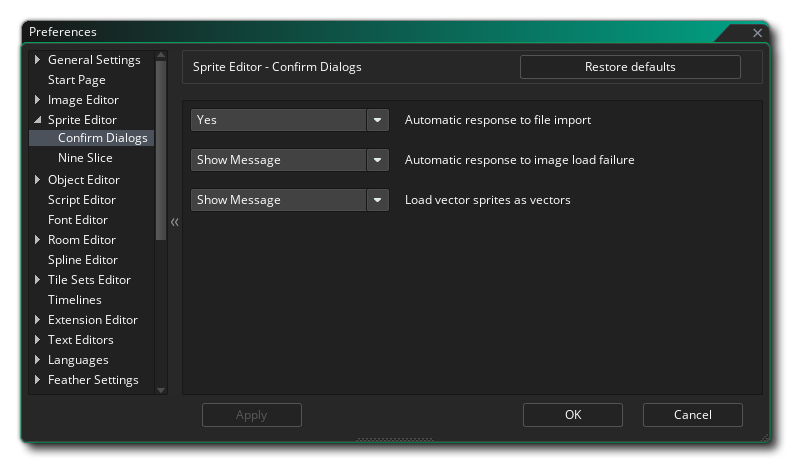 Preferences
General Settings
Start Page
Image Editor
Sprite Editor
Confirm Dialogs
Nine Slice
Object Editor
Script Editor
Font Editor
Room Editor
Spline Editor
Tile Sets Editor
Timelines
Extension Editor
Text Editors
Languages
Feather Settings
Sprite Editor - Confirm Dialogs
Restore defaults
Yes
Automatic response to file import
Show Message
Automatic response to image load failure
Show Message
Load vector sprites as vectors
Apply
OK
Cancel